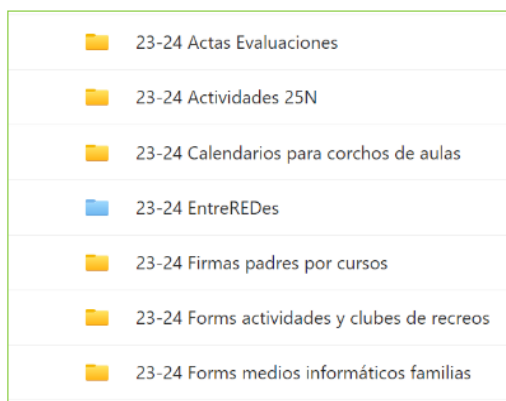 23-24 Actas Evaluaciones
23-24 Actividades 25N
23-24 Calendarios para corchos de aulas
23-24 EntreREDes
23-24 Firmas padres por cursos
23-24 Forms actividades y clubes de recreos
23-24 Forms medios informáticos familias